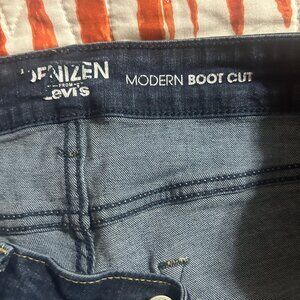 DENIZEN
FROM
Levi's
MODERN BOOT CUT